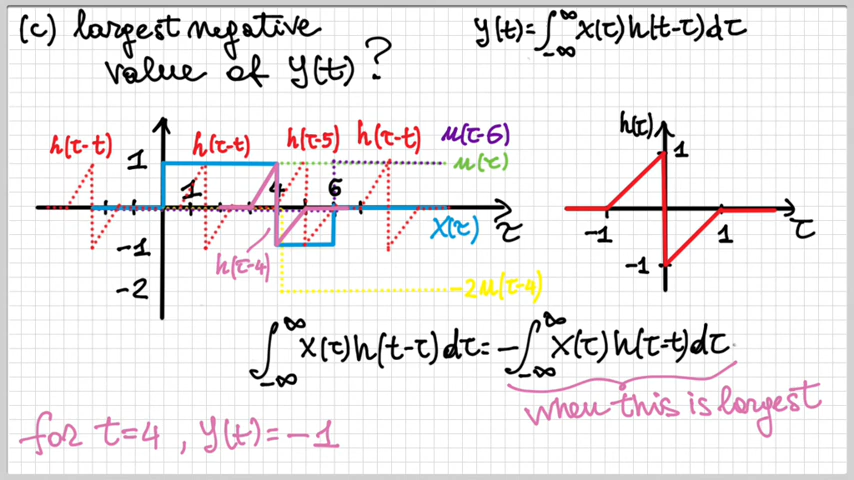 (c) largest negative
value of y(t)?
y(t)=∫_{-∞}^{∞} x(τ)h(t-τ)dτ
h(τ-t) h(τ-t) h(τ-5) h(τ-t) u(τ-6)
u(τ)
1 1 4 6
x(τ) τ
-1 h(τ-4)
-2 -2u(τ-4)
h(τ)
1
-1 1 τ
-1
∫_{-∞}^{∞} x(τ)h(t-τ)dτ = -∫_{-∞}^{∞} x(τ)h(τ-t)dτ
when this is largest
for t=4, y(t)=-1